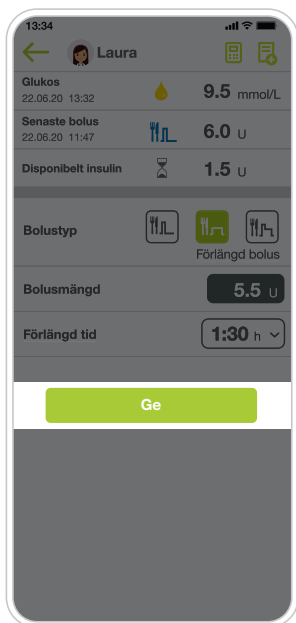 13:34
Laura
Glukos
22.06.20 13:32
9.5 mmol/L
Senaste bolus
22.06.20 11:47
6.0 U
Disponibelt insulin
1.5 U
Bolustyp
Förlängd bolus
Bolusmängd
5.5 U
Förlängd tid
1:30 h
Ge